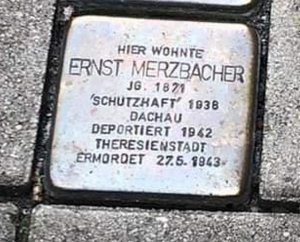 HIER WOHNTE
ERNST MERZBACHER
JG. 1871
'SCHUTZHAFT' 1938
DACHAU
DEPORTIERT 1942
THERESIENSTADT
ERMORDET 27.5.1943